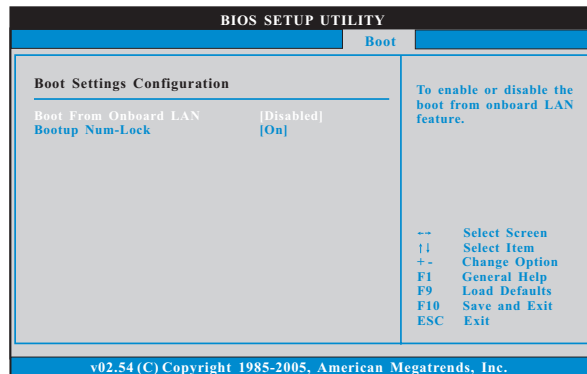 BIOS SETUP UTILITY
Boot
Boot Settings Configuration
Boot From Onboard LAN [Disabled]
Bootup Num-Lock [On]
To enable or disable the
boot from onboard LAN
feature.
←→ Select Screen
↑↓ Select Item
+ - Change Option
F1 General Help
F9 Load Defaults
F10 Save and Exit
ESC Exit
v02.54 (C) Copyright 1985-2005, American Megatrends, Inc.